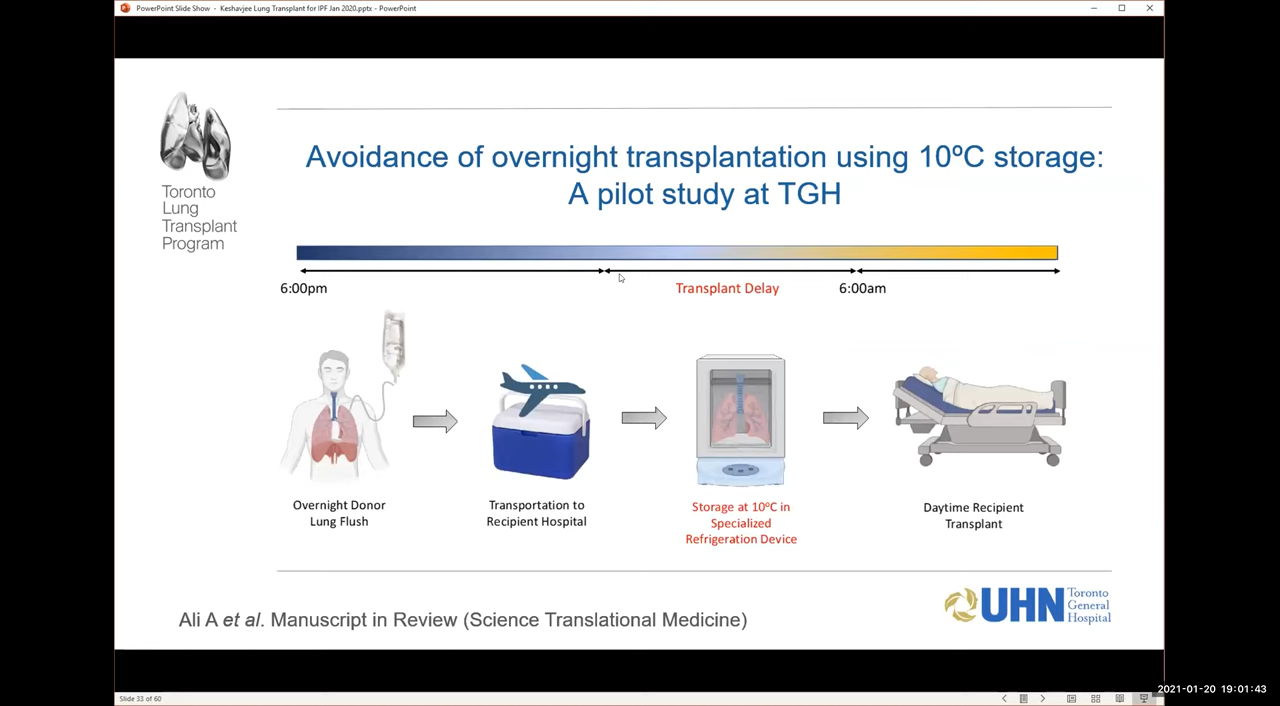 PowerPoint Slide Show - Keshavjee Lung Transplant for IPF Jan 2020.pptx - PowerPoint
Toronto
Lung
Transplant
Program
Avoidance of overnight transplantation using 10ºC storage:
A pilot study at TGH
6:00pm
Transplant Delay
6:00am
Overnight Donor
Lung Flush
Transportation to
Recipient Hospital
Storage at 10ºC in
Specialized
Refrigeration Device
Daytime Recipient
Transplant
Ali A et al. Manuscript in Review (Science Translational Medicine)
UHN
Toronto
General
Hospital
Slide 33 of 60
2021-01-20 19:01:43